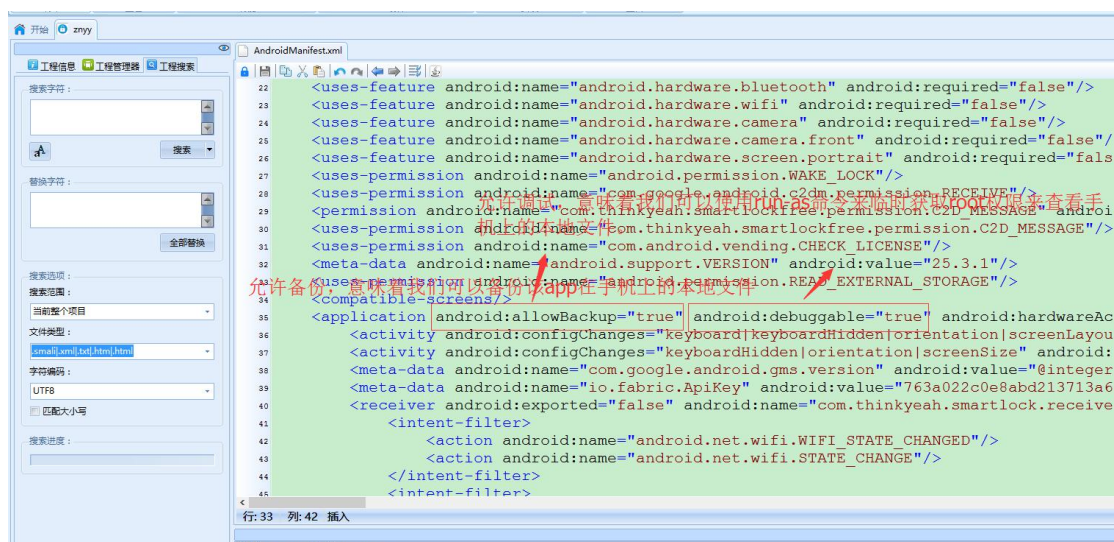 开始 znyy
工程信息 工程管理器 工程搜索
搜索字符：
搜索
替换字符：
全部替换
搜索选项：
搜索范围：
当前整个项目
文件类型：
.smali|.xml|.txt|.htm|.html
字符编码：
UTF8
匹配大小写
搜索进度：
AndroidManifest.xml
22 <uses-feature android:name="android.hardware.bluetooth" android:required="false"/>
23 <uses-feature android:name="android.hardware.wifi" android:required="false"/>
24 <uses-feature android:name="android.hardware.camera" android:required="false"/>
25 <uses-feature android:name="android.hardware.camera.front" android:required="false"/
26 <uses-feature android:name="android.hardware.screen.portrait" android:required="fals
27 <uses-permission android:name="android.permission.WAKE_LOCK"/>
28 <uses-permission android:name="com.google.android.c2dm.permission.RECEIVE"/>
允许调试，意味着我们可以使用run-as命令来临时获取root权限来查看手
29 <permission android:name="com.thinkyeah.smartlockfree.permission.C2D_MESSAGE" androi
机上的本地文件。
30 <uses-permission android:name="com.thinkyeah.smartlockfree.permission.C2D_MESSAGE"/>
31 <uses-permission android:name="com.android.vending.CHECK_LICENSE"/>
32 <meta-data android:name="android.support.VERSION" android:value="25.3.1"/>
33 <uses-permission android:name="android.permission.READ_EXTERNAL_STORAGE"/>
允许备份，意味着我们可以备份该app在手机上的本地文件
34 <compatible-screens/>
35 <application android:allowBackup="true" android:debuggable="true" android:hardwareAc
36 <activity android:configChanges="keyboard|keyboardHidden|orientation|screenLayou
37 <activity android:configChanges="keyboardHidden|orientation|screenSize" android:
38 <meta-data android:name="com.google.android.gms.version" android:value="@integer
39 <meta-data android:name="io.fabric.ApiKey" android:value="763a022c0e8abd213713a6
40 <receiver android:exported="false" android:name="com.thinkyeah.smartlock.receive
41 <intent-filter>
42 <action android:name="android.net.wifi.WIFI_STATE_CHANGED"/>
43 <action android:name="android.net.wifi.STATE_CHANGE"/>
44 </intent-filter>
45 <intent-filter>
行: 33 列: 42 插入